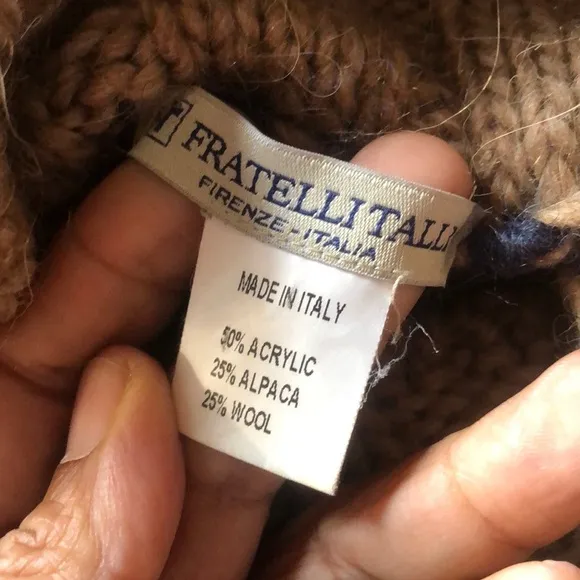 FRATELLI TALLI
FIRENZE - ITALIA
MADE IN ITALY
50% ACRYLIC
25% ALPACA
25% WOOL